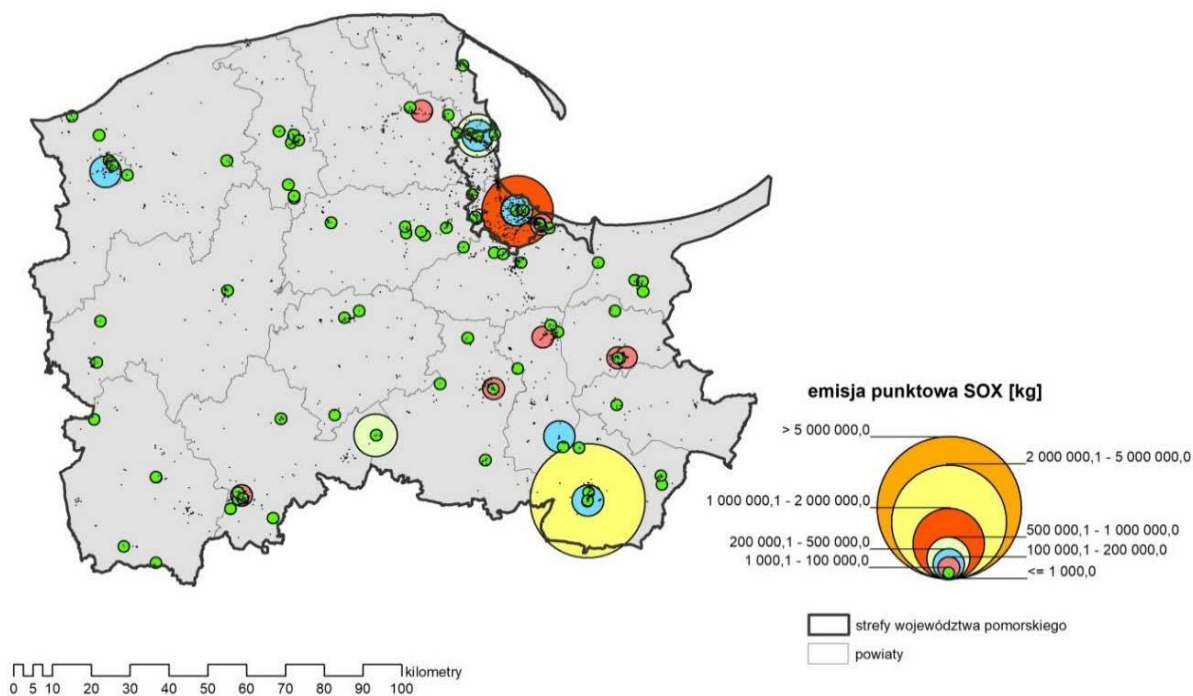 emisja punktowa SOX [kg]
> 5 000 000,0
2 000 000,1 - 5 000 000,0
1 000 000,1 - 2 000 000,0
500 000,1 - 1 000 000,0
200 000,1 - 500 000,0
100 000,1 - 200 000,0
1 000,1 - 100 000,0
<= 1 000,0
strefy województwa pomorskiego
powiaty
kilometry
0 5 10 20 30 40 50 60 70 80 90 100